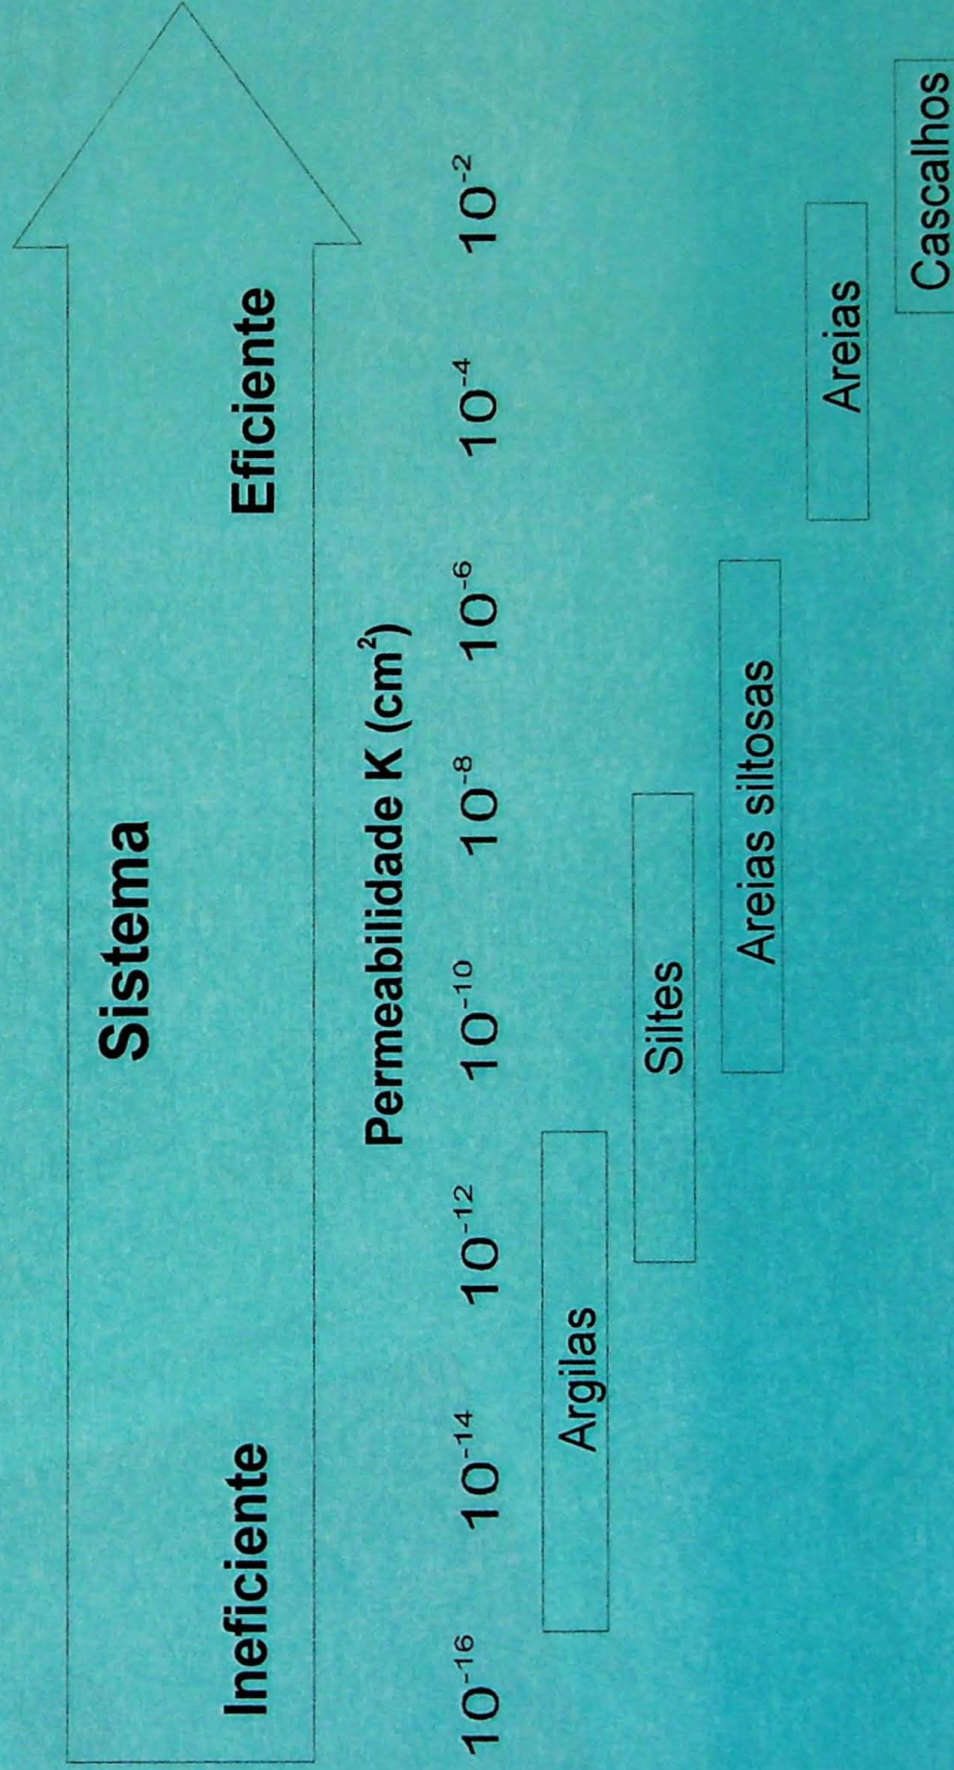 Sistema
Ineficiente Eficiente
Permeabilidade K (cm²)
10⁻¹⁶ 10⁻¹⁴ 10⁻¹² 10⁻¹⁰ 10⁻⁸ 10⁻⁶ 10⁻⁴ 10⁻²
Argilas
Siltes
Areias siltosas
Areias
Cascalhos